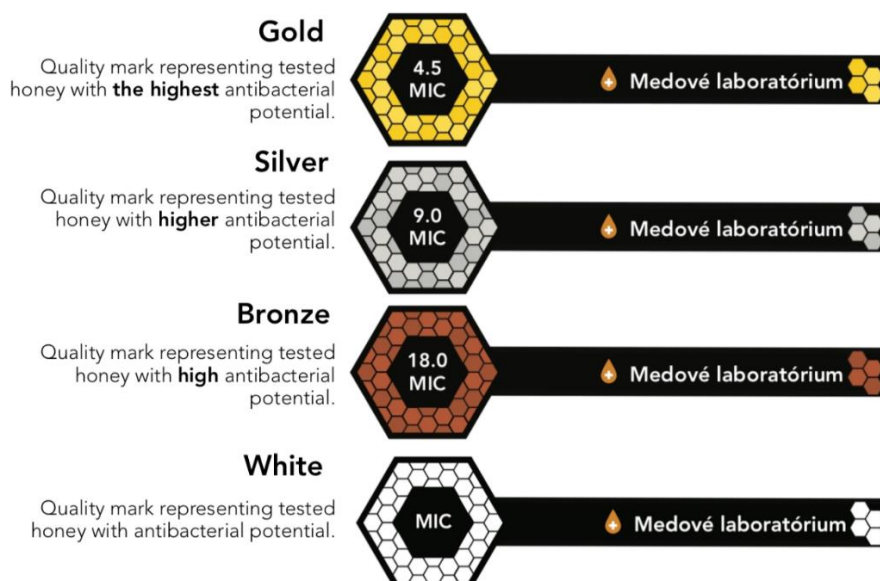 Gold
Quality mark representing tested
honey with the highest antibacterial
potential.
4.5
MIC
Medové laboratórium
Silver
Quality mark representing tested
honey with higher antibacterial
potential.
9.0
MIC
Medové laboratórium
Bronze
Quality mark representing tested
honey with high antibacterial
potential.
18.0
MIC
Medové laboratórium
White
Quality mark representing tested
honey with antibacterial potential.
MIC
Medové laboratórium